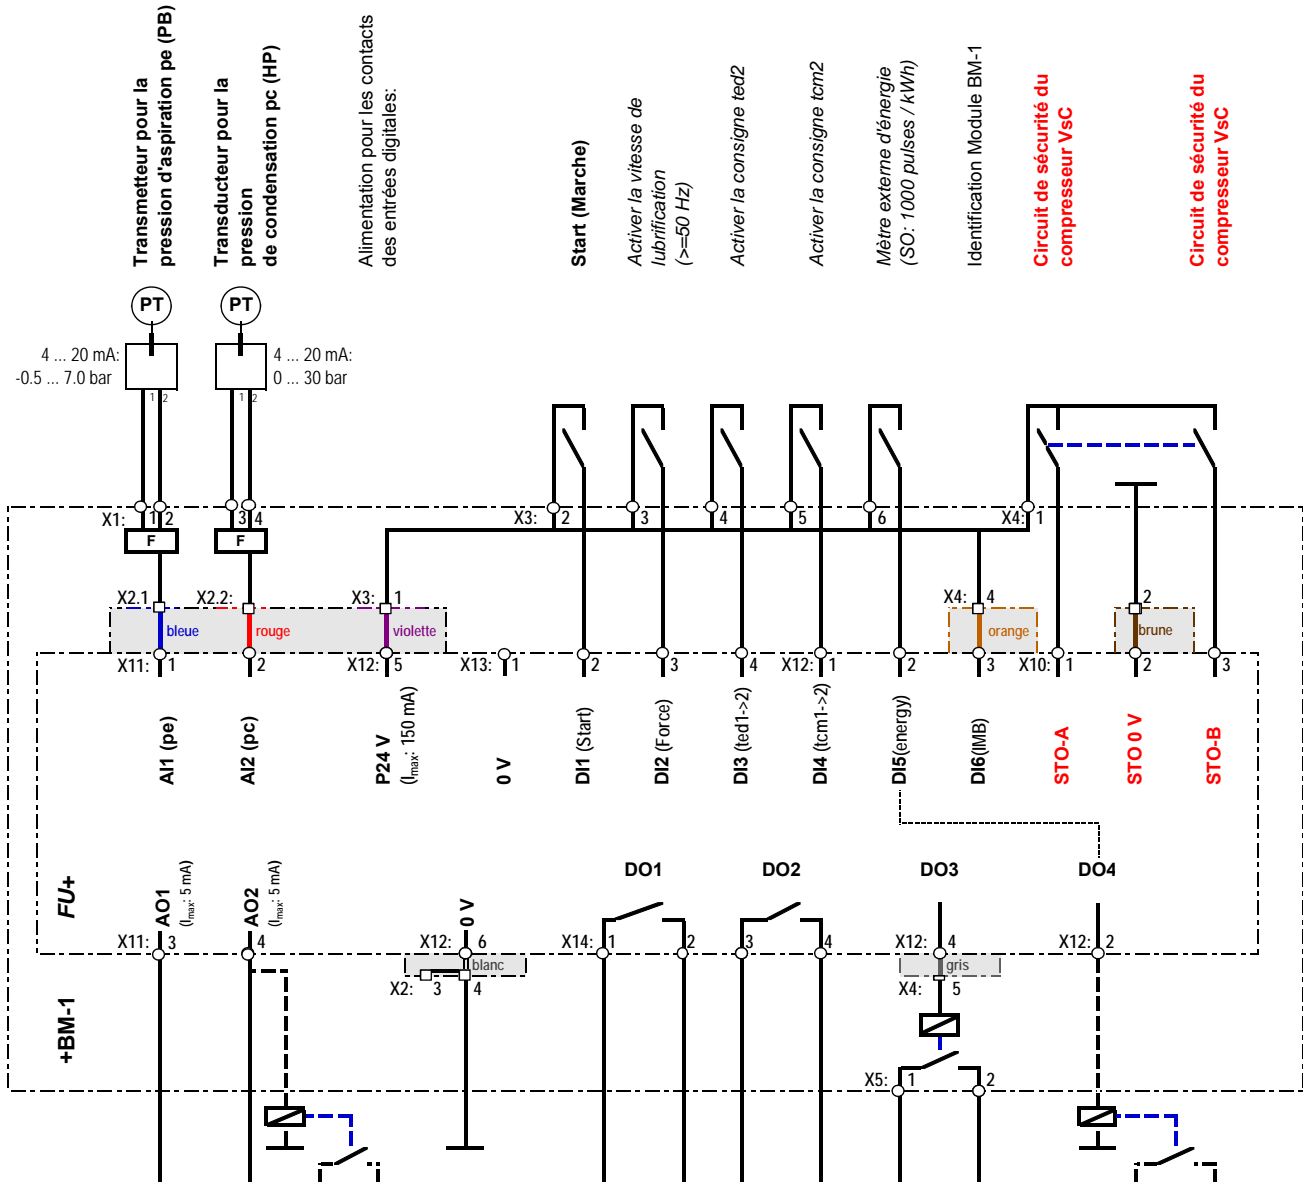 Transmetteur pour la
pression d'aspiration pe (PB)
Transducteur pour la
pression
de condensation pc (HP)
Alimentation pour les contacts
des entrées digitales:
Start (Marche)
Activer la vitesse de
lubrification
(>=50 Hz)
Activer la consigne ted2
Activer la consigne tcm2
Mètre externe d'énergie
(SO: 1000 pulses / kWh)
Identification Module BM-1
Circuit de sécurité du
compresseur VsC
Circuit de sécurité du
compresseur VsC
PT
PT
4 ... 20 mA:
-0.5 ... 7.0 bar
4 ... 20 mA:
0 ... 30 bar
1 2
1 2
X1: 1 2 3 4
X3: 2 3 4 5 6
X4: 1
F
F
X2.1
X2.2:
X3: 1
X4: 4
2
bleue
rouge
violette
orange
brune
X11: 1 2
X12: 5
X13: 1 2 3 4
X12: 1 2 3
X10: 1 2 3
AI1 (pe)
AI2 (pc)
P24 V
(Imax: 150 mA)
0 V
DI1 (Start)
DI2 (Force)
DI3 (ted1->2)
DI4 (tcm1->2)
DI5(energy)
DI6(IMB)
STO-A
STO 0 V
STO-B
FU+
AO1
(Imax: 5 mA)
AO2
(Imax: 5 mA)
0 V
DO1
DO2
DO3
DO4
X11: 3 4
X12: 6
X14: 1 2 3 4
X12: 4
X12: 2
blanc
gris
X2: 3 4
X4: 5
+BM-1
X5: 1 2